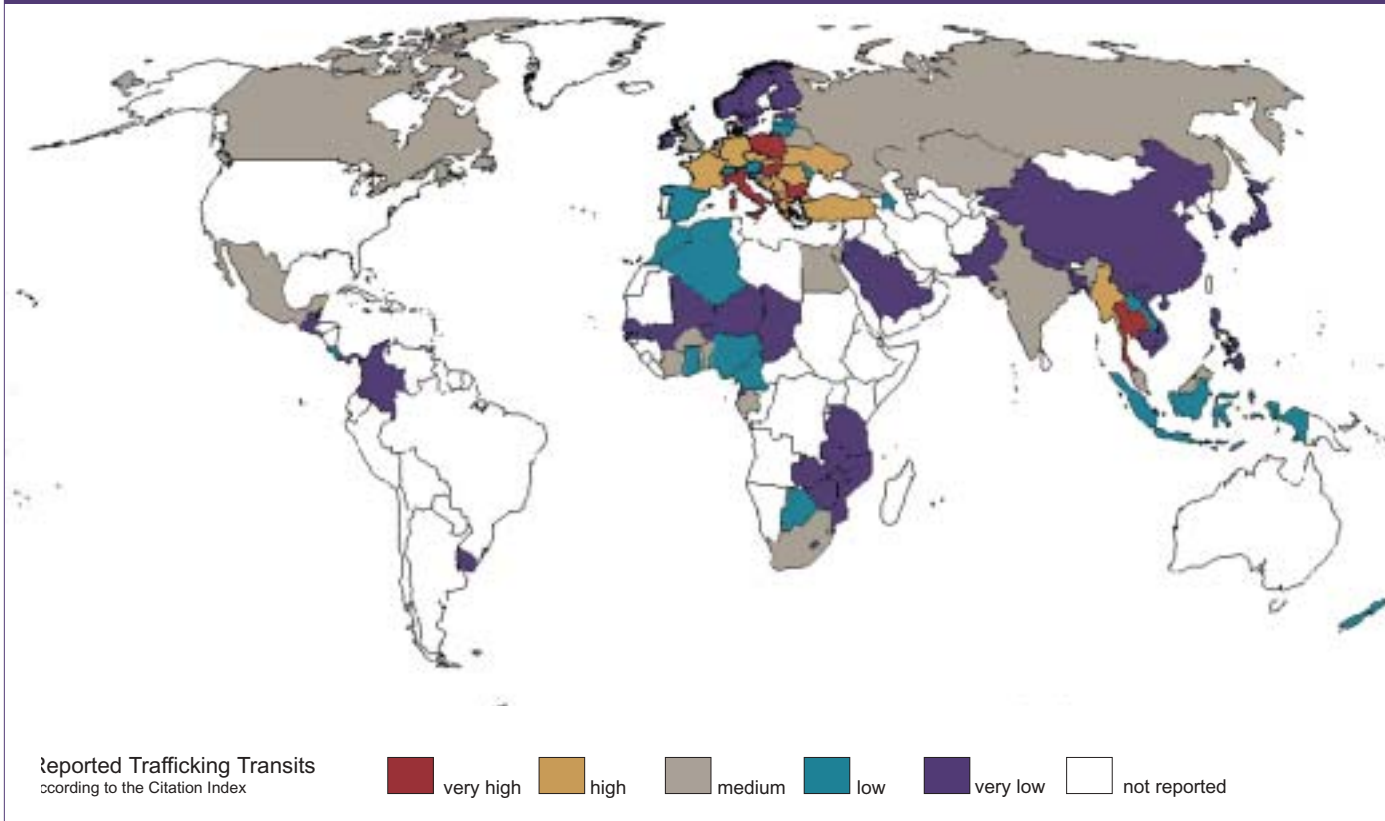 Reported Trafficking Transits
ccording to the Citation Index
very high
high
medium
low
very low
not reported